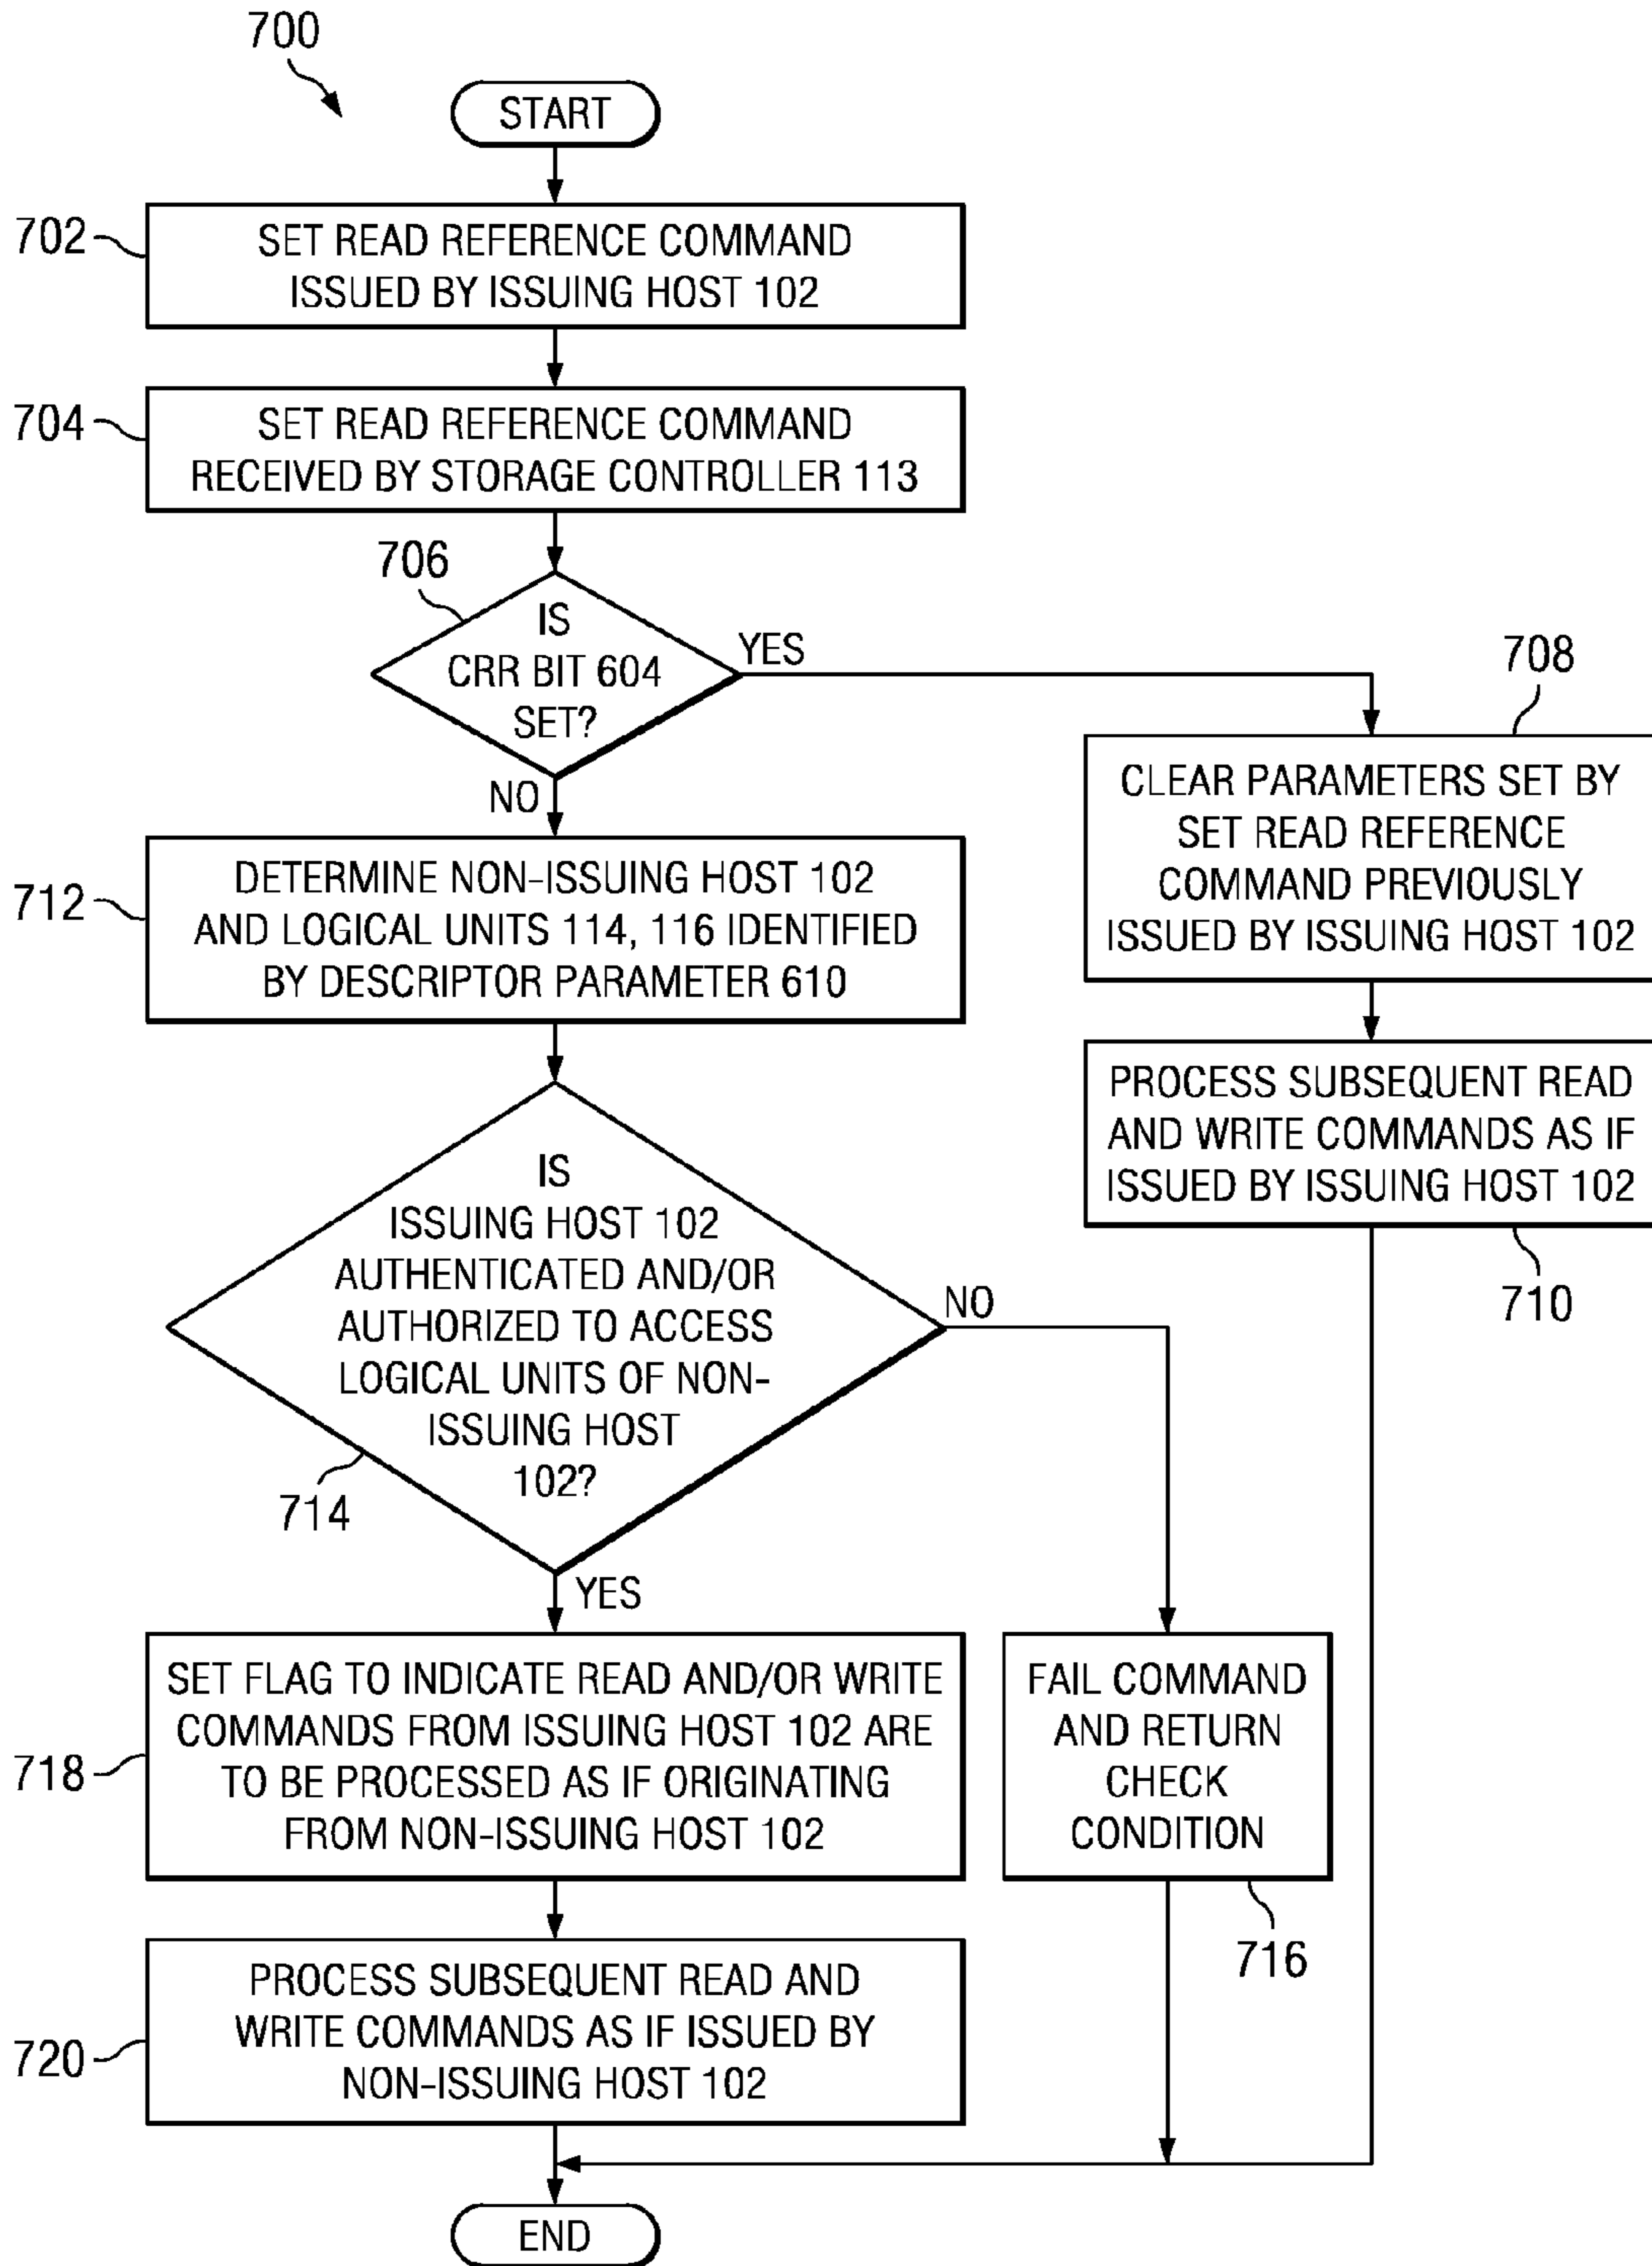 700
START
702
SET READ REFERENCE COMMAND
ISSUED BY ISSUING HOST 102
704
SET READ REFERENCE COMMAND
RECEIVED BY STORAGE CONTROLLER 113
706
IS
CRR BIT 604
SET?
YES
NO
708
CLEAR PARAMETERS SET BY
SET READ REFERENCE
COMMAND PREVIOUSLY
ISSUED BY ISSUING HOST 102
PROCESS SUBSEQUENT READ
AND WRITE COMMANDS AS IF
ISSUED BY ISSUING HOST 102
710
712
DETERMINE NON-ISSUING HOST 102
AND LOGICAL UNITS 114, 116 IDENTIFIED
BY DESCRIPTOR PARAMETER 610
IS
ISSUING HOST 102
AUTHENTICATED AND/OR
AUTHORIZED TO ACCESS
LOGICAL UNITS OF NON-
ISSUING HOST
102?
714
NO
YES
718
SET FLAG TO INDICATE READ AND/OR WRITE
COMMANDS FROM ISSUING HOST 102 ARE
TO BE PROCESSED AS IF ORIGINATING
FROM NON-ISSUING HOST 102
FAIL COMMAND
AND RETURN
CHECK
CONDITION
716
720
PROCESS SUBSEQUENT READ AND
WRITE COMMANDS AS IF ISSUED BY
NON-ISSUING HOST 102
END